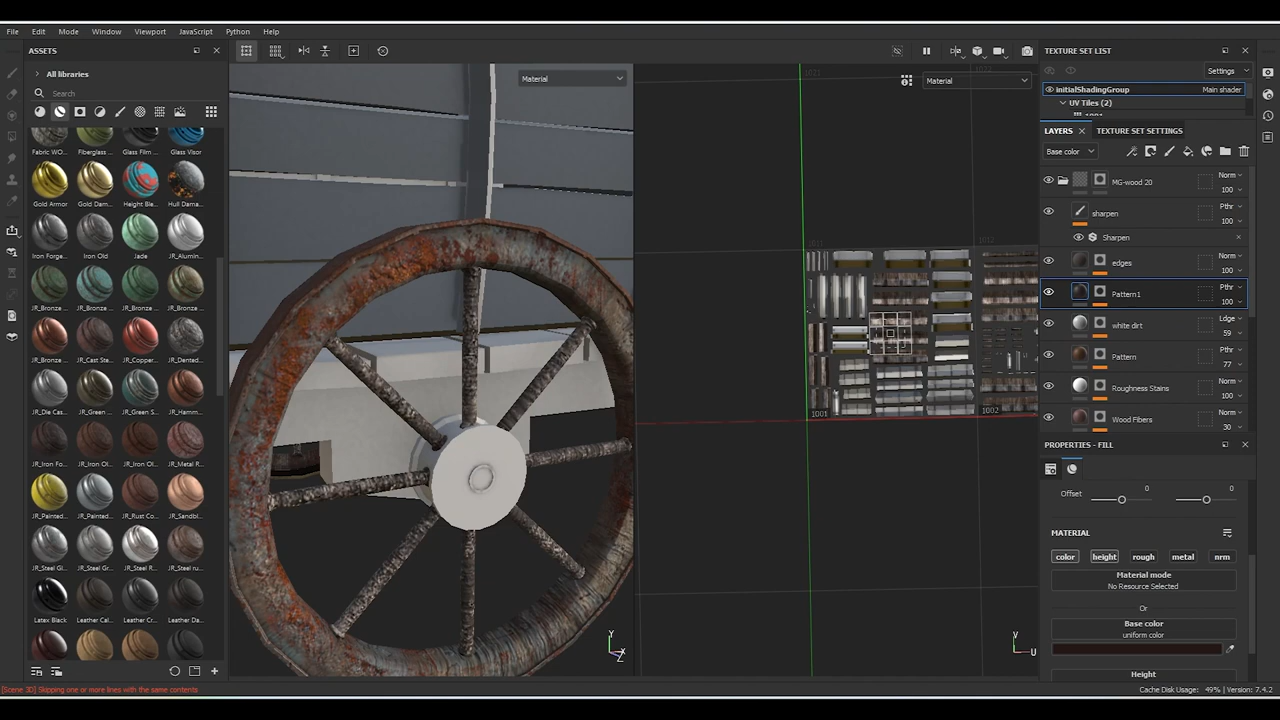 File Edit Mode Window Viewport JavaScript Python Help
ASSETS
All libraries
Search
Fabric WO... Fiberglass ... Glass Film ... Glass Visor
Gold Armor Gold Dam... Height Ble... Hull Dama...
Iron Forge... Iron Old Jade JR_Alumin...
JR_Bronze ... JR_Bronze ... JR_Bronze ... JR_Bronze ...
JR_Bronze ... JR_Cast Ste... JR_Copper... JR_Dented...
JR_Die Cas... JR_Green ... JR_Green S... JR_Hamm...
JR_Iron Fo... JR_Iron Ol... JR_Iron Ol... JR_Metal R...
JR_Painted... JR_Painted... JR_Rust Co... JR_Sandbl...
JR_Steel Gl... JR_Steel Gr... JR_Steel R... JR_Steel ru...
Latex Black Leather Cal... Leather Cr... Leather Da...
Material
Y
X
Z
Material
1001
1002
V
U
TEXTURE SET LIST
Settings
initialShadingGroup Main shader
UV Tiles (2)
1001
LAYERS TEXTURE SET SETTINGS
Base color
MG-wood 20 Norm 100
sharpen Pthr 100
Sharpen
edges Norm 100
Pattern1 Pthr 100
white dirt Ldge 59
Pattern Pthr 77
Roughness Stains Norm 100
Wood Fibers Norm 30
PROPERTIES - FILL
Offset 0 0
MATERIAL
color height rough metal nrm
Material mode
No Resource Selected
Or
Base color
uniform color
Height
[Scene 3D] Skipping one or more lines with the same contents
Cache Disk Usage: 49% | Version: 7.4.2